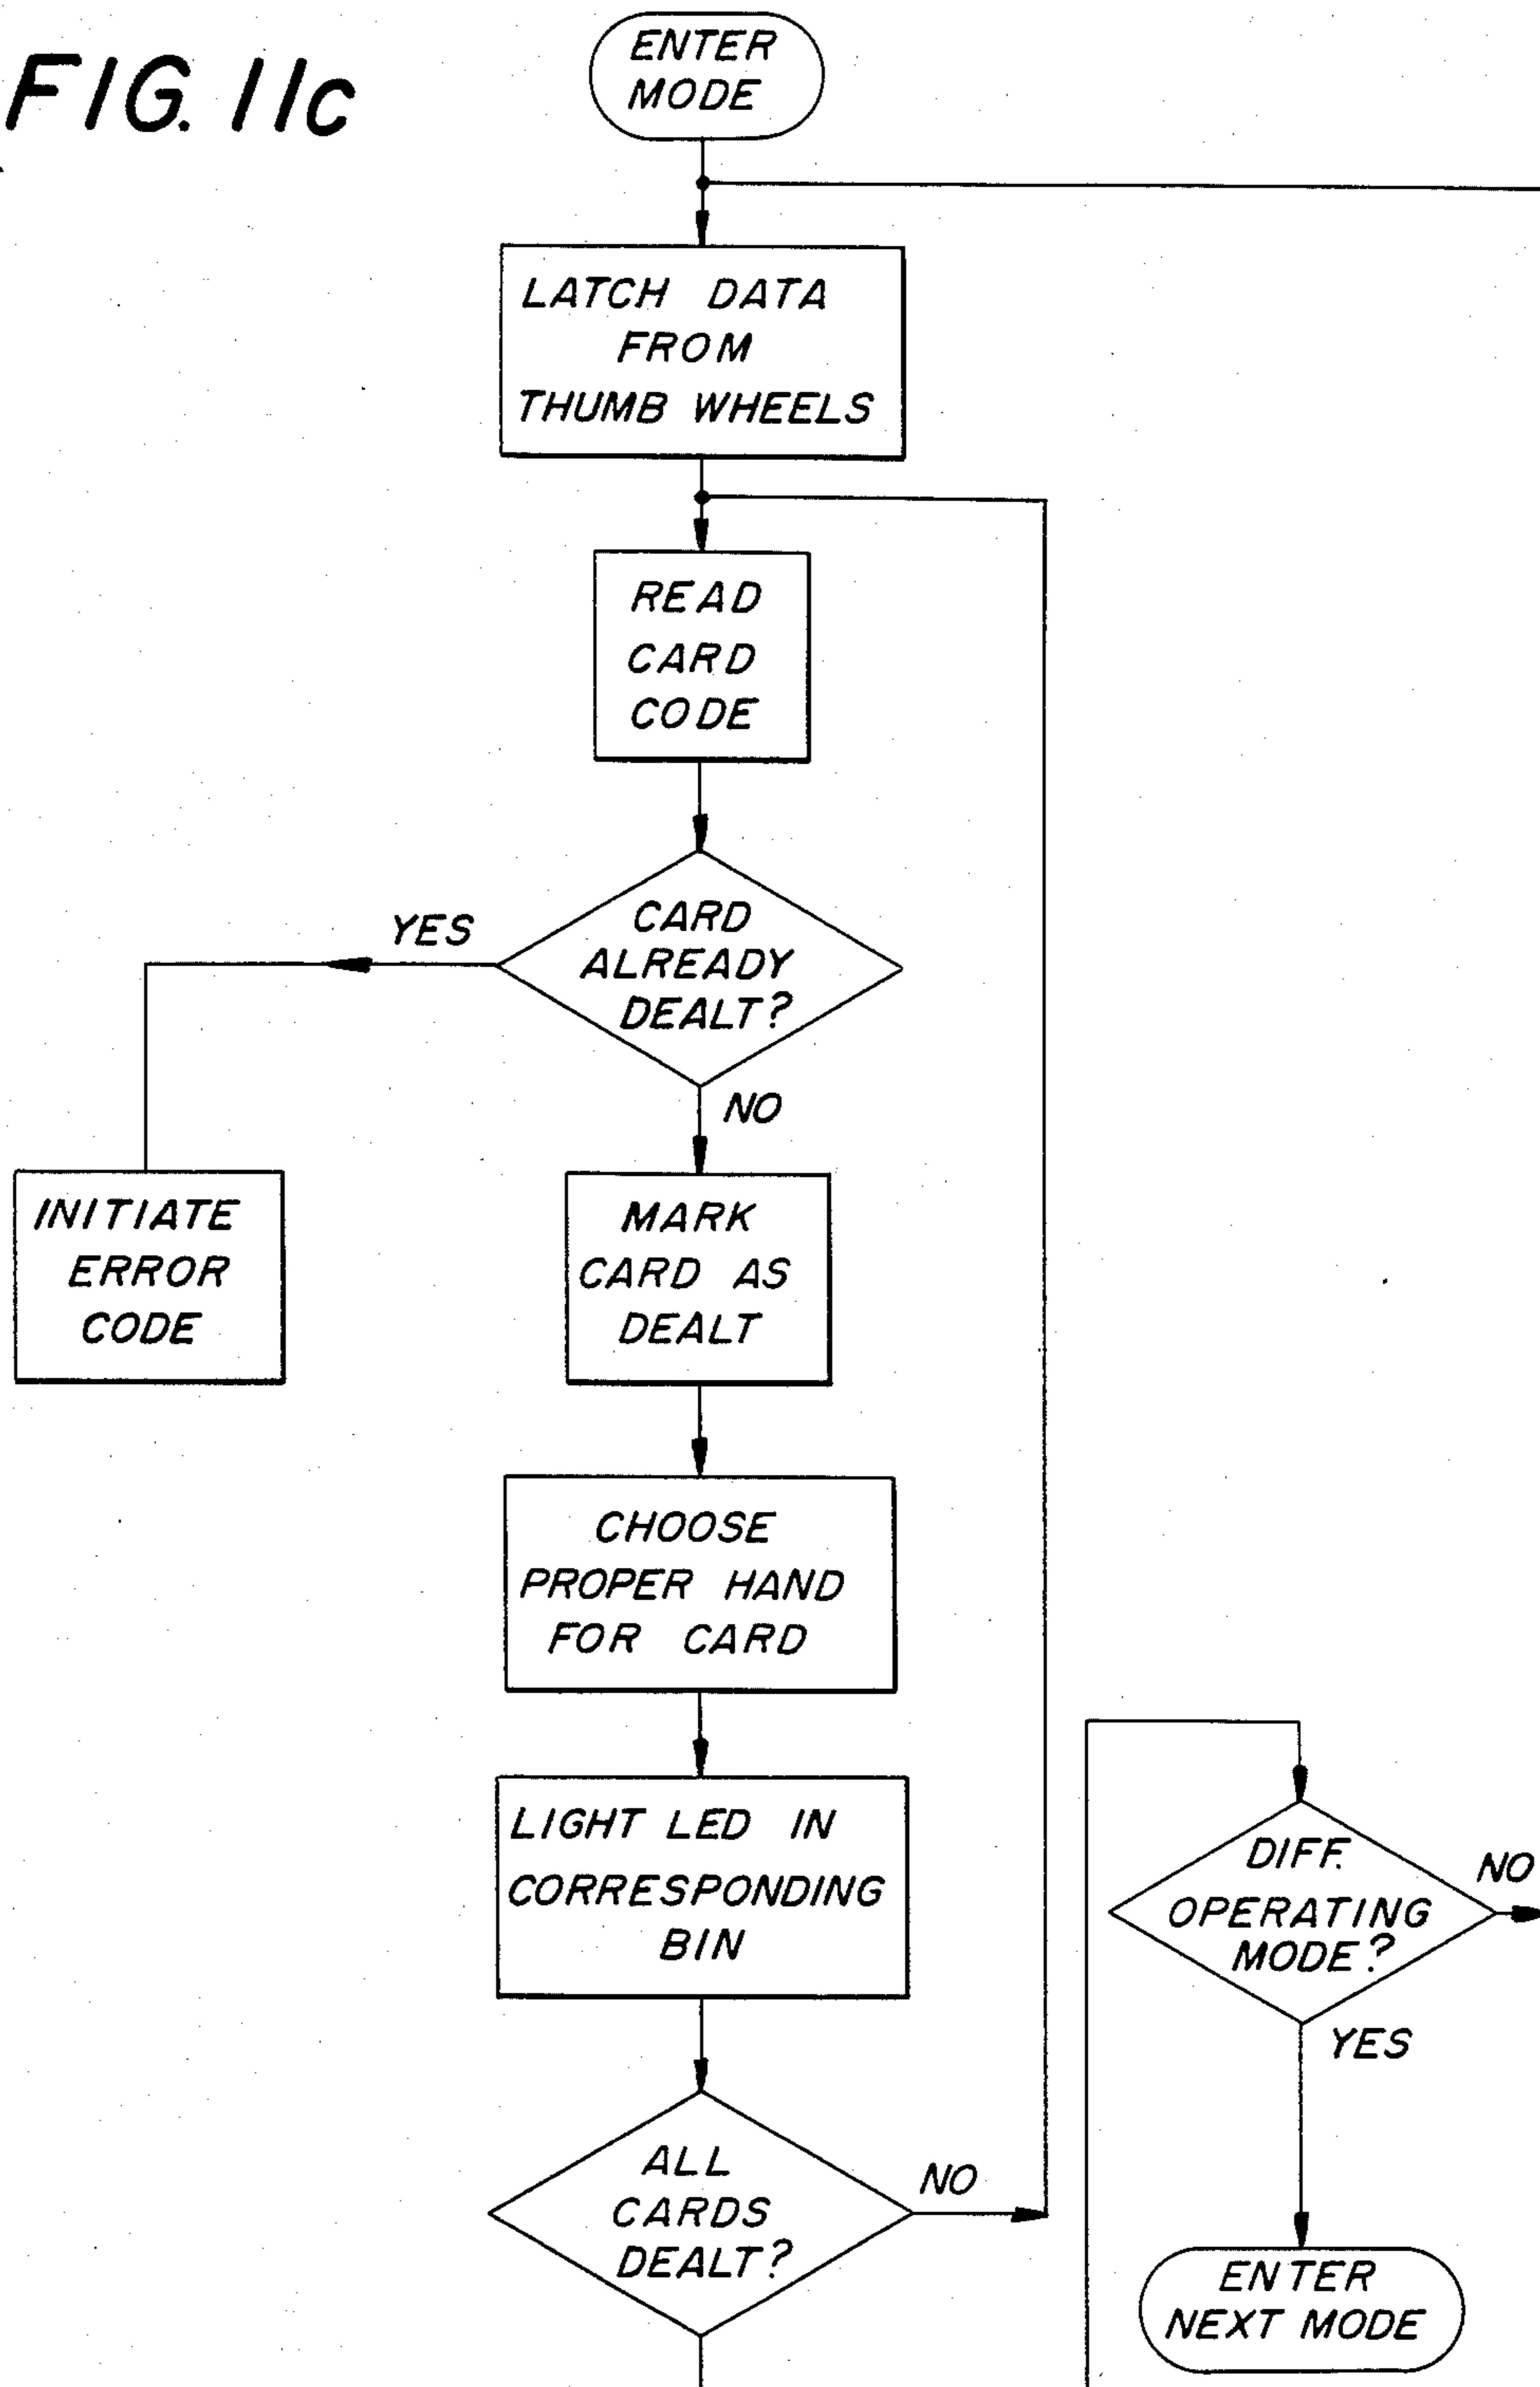 FIG. 11c
ENTER
MODE
LATCH DATA
FROM
THUMB WHEELS
READ
CARD
CODE
CARD
ALREADY
DEALT?
YES
NO
INITIATE
ERROR
CODE
MARK
CARD AS
DEALT
CHOOSE
PROPER HAND
FOR CARD
LIGHT LED IN
CORRESPONDING
BIN
ALL
CARDS
DEALT?
NO
DIFF.
OPERATING
MODE?
NO
YES
ENTER
NEXT MODE